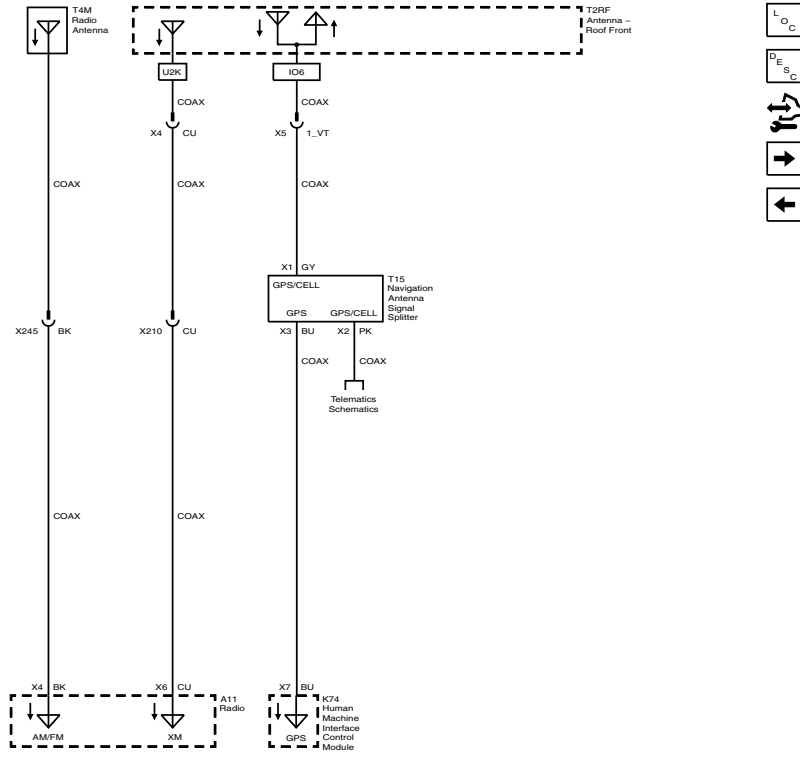 T4M
Radio
Antenna
T2RF
Antenna –
Roof Front
L
O
C
D
E
S
C
U2K
IO6
COAX
COAX
X4 CU
X5 1_VT
COAX
COAX
COAX
X1 GY
GPS/CELL
GPS
GPS/CELL
T15
Navigation
Antenna
Signal
Splitter
X245 BK
X210 CU
X3 BU
X2 PK
COAX
COAX
Telematics
Schematics
COAX
COAX
X4 BK
X6 CU
X7 BU
A11
Radio
K74
Human
Machine
Interface
Control
Module
AM/FM
XM
GPS